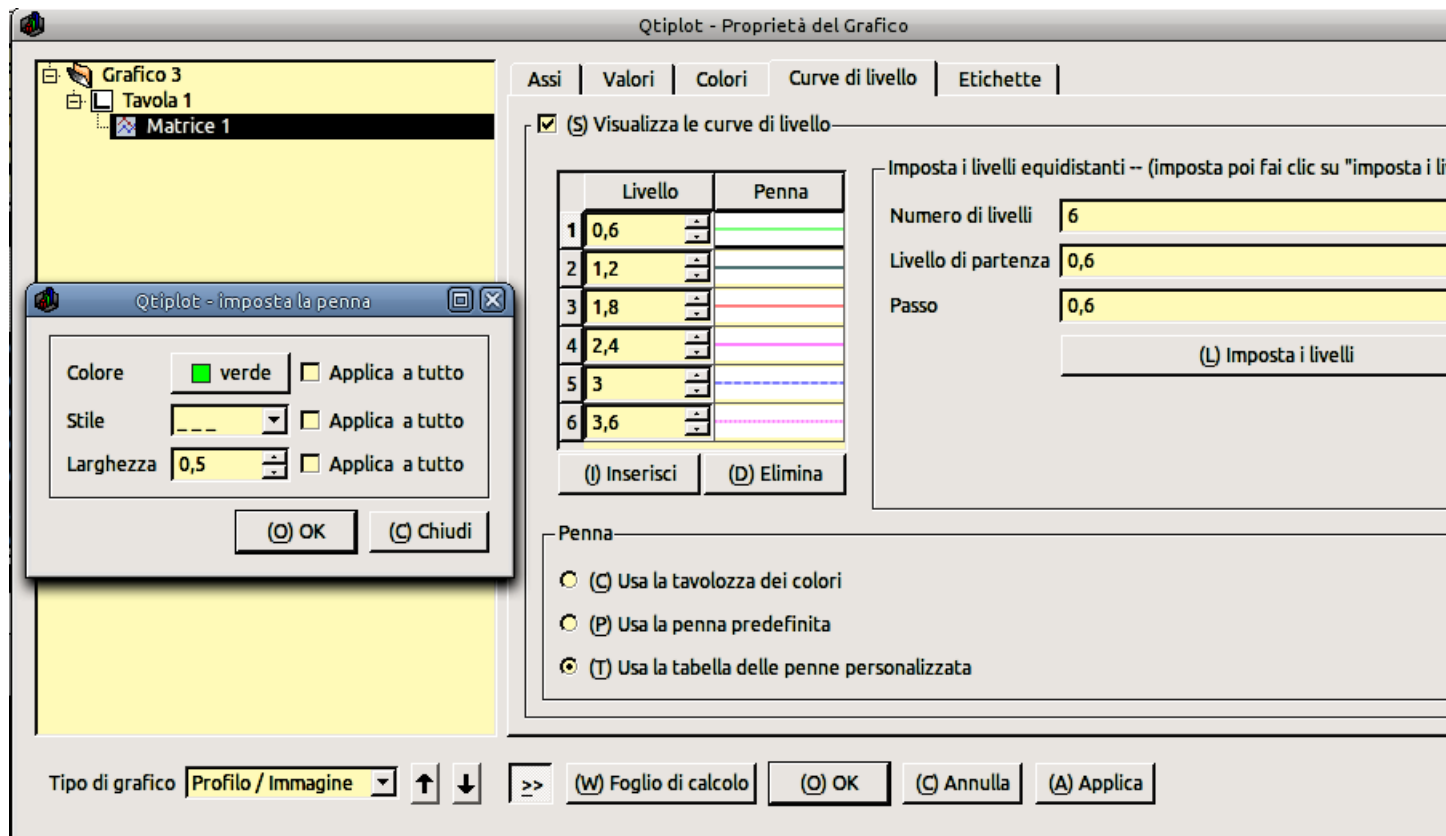 Qtiplot - Proprietà del Grafico
Grafico 3
Tavola 1
Matrice 1
Assi
Valori
Colori
Curve di livello
Etichette
(S) Visualizza le curve di livello
Livello Penna
1 0,6
2 1,2
3 1,8
4 2,4
5 3
6 3,6
(I) Inserisci
(D) Elimina
Imposta i livelli equidistanti -- (imposta poi fai clic su "imposta i li
Numero di livelli 6
Livello di partenza 0,6
Passo 0,6
(L) Imposta i livelli
Qtiplot - imposta la penna
Colore verde Applica a tutto
Stile _ _ _ Applica a tutto
Larghezza 0,5 Applica a tutto
(O) OK
(C) Chiudi
Penna
(C) Usa la tavolozza dei colori
(P) Usa la penna predefinita
(T) Usa la tabella delle penne personalizzata
Tipo di grafico Profilo / Immagine
>>
(W) Foglio di calcolo
(O) OK
(C) Annulla
(A) Applica